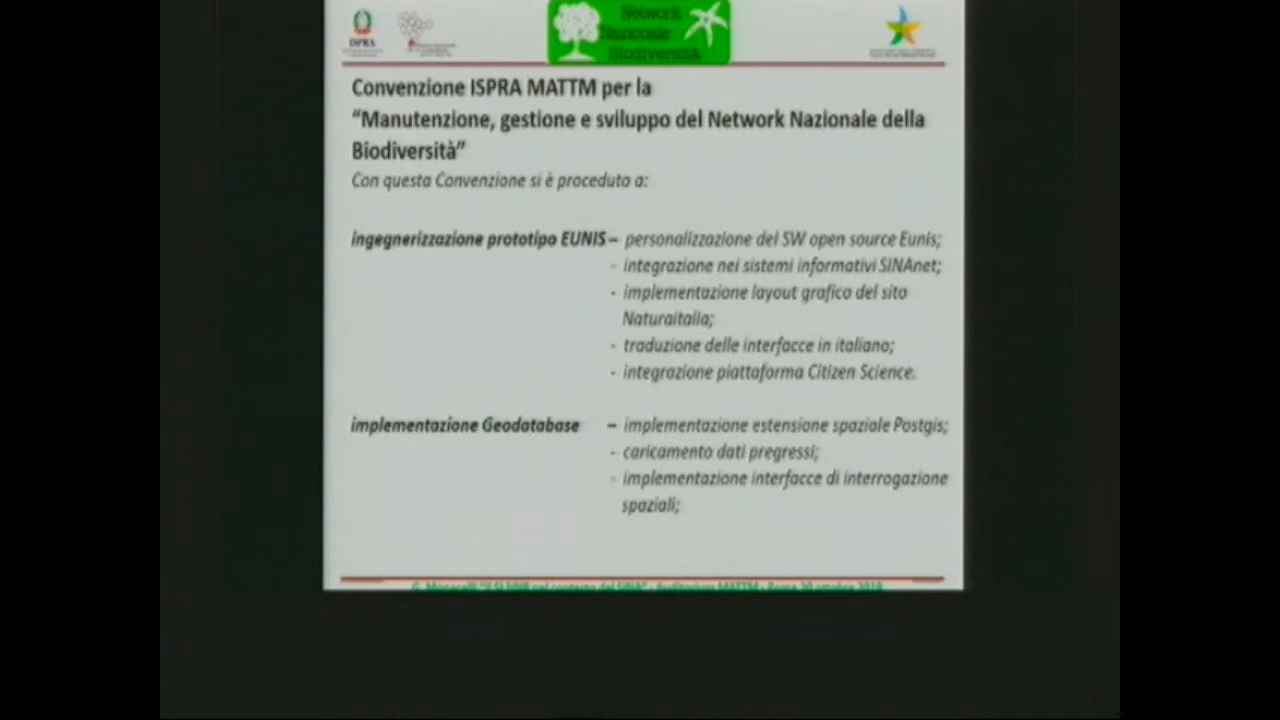 Network
Nazionale
Biodiversità
Convenzione ISPRA MATTM per la
“Manutenzione, gestione e sviluppo del Network Nazionale della
Biodiversità”
Con questa Convenzione si è proceduto a:
ingegnerizzazione prototipo EUNIS – personalizzazione del SW open source Eunis;
- integrazione nei sistemi informativi SINAnet;
- implementazione layout grafico del sito
Naturaitalia;
- traduzione delle interfacce in italiano;
- integrazione piattaforma Citizen Science.
implementazione Geodatabase – implementazione estensione spaziale Postgis;
- caricamento dati pregressi;
- implementazione interfacce di interrogazione
spaziali;